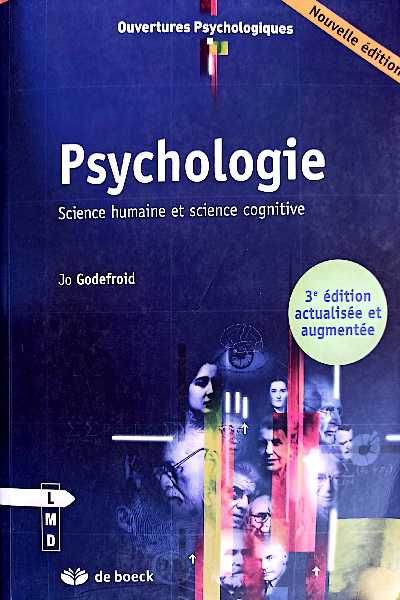 Ouvertures Psychologiques
Nouvelle édition
Psychologie
Science humaine et science cognitive
Jo Godefroid
3e édition
actualisée et
augmentée
L
M
D
de boeck